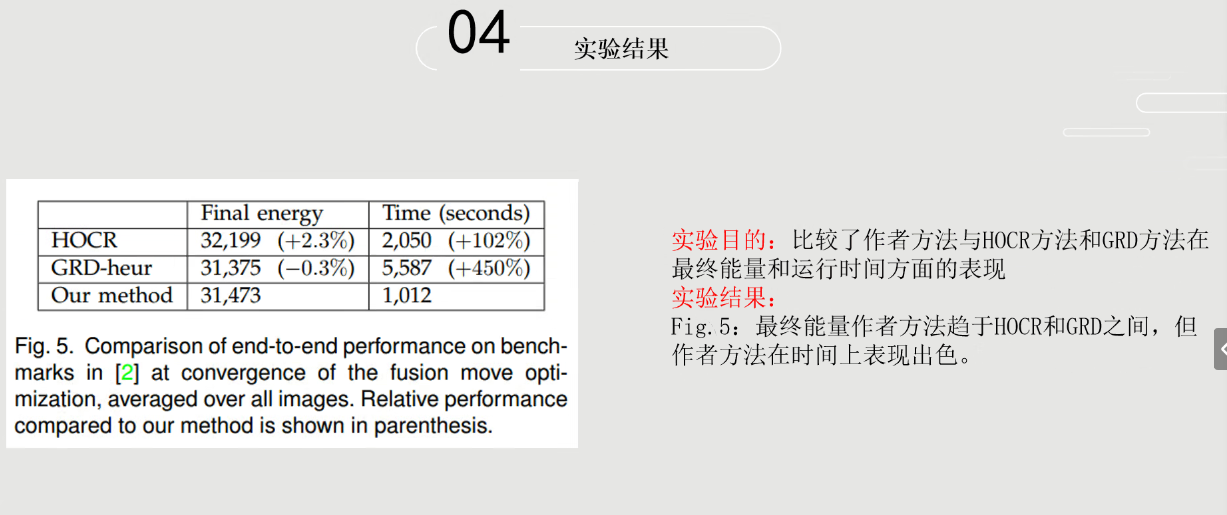 04
实验结果
Final energy Time (seconds)
HOCR 32,199 (+2.3%) 2,050 (+102%)
GRD-heur 31,375 (−0.3%) 5,587 (+450%)
Our method 31,473 1,012
Fig. 5. Comparison of end-to-end performance on bench-
marks in [2] at convergence of the fusion move opti-
mization, averaged over all images. Relative performance
compared to our method is shown in parenthesis.
实验目的：比较了作者方法与HOCR方法和GRD方法在
最终能量和运行时间方面的表现
实验结果：
Fig.5：最终能量作者方法趋于HOCR和GRD之间，但
作者方法在时间上表现出色。